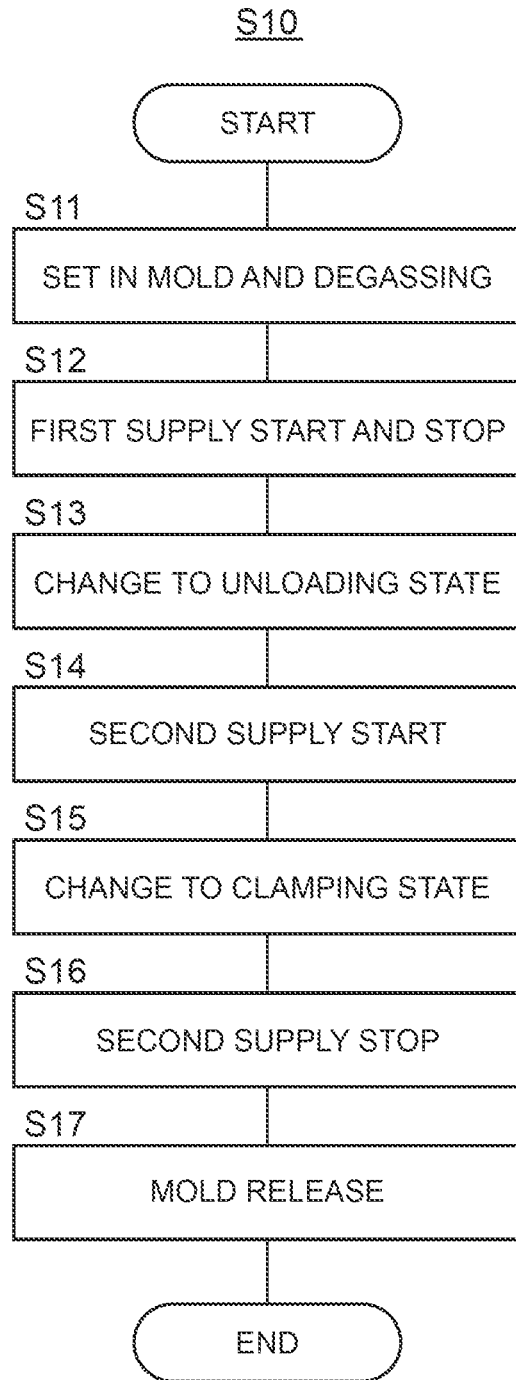 S10
START
S11
SET IN MOLD AND DEGASSING
S12
FIRST SUPPLY START AND STOP
S13
CHANGE TO UNLOADING STATE
S14
SECOND SUPPLY START
S15
CHANGE TO CLAMPING STATE
S16
SECOND SUPPLY STOP
S17
MOLD RELEASE
END